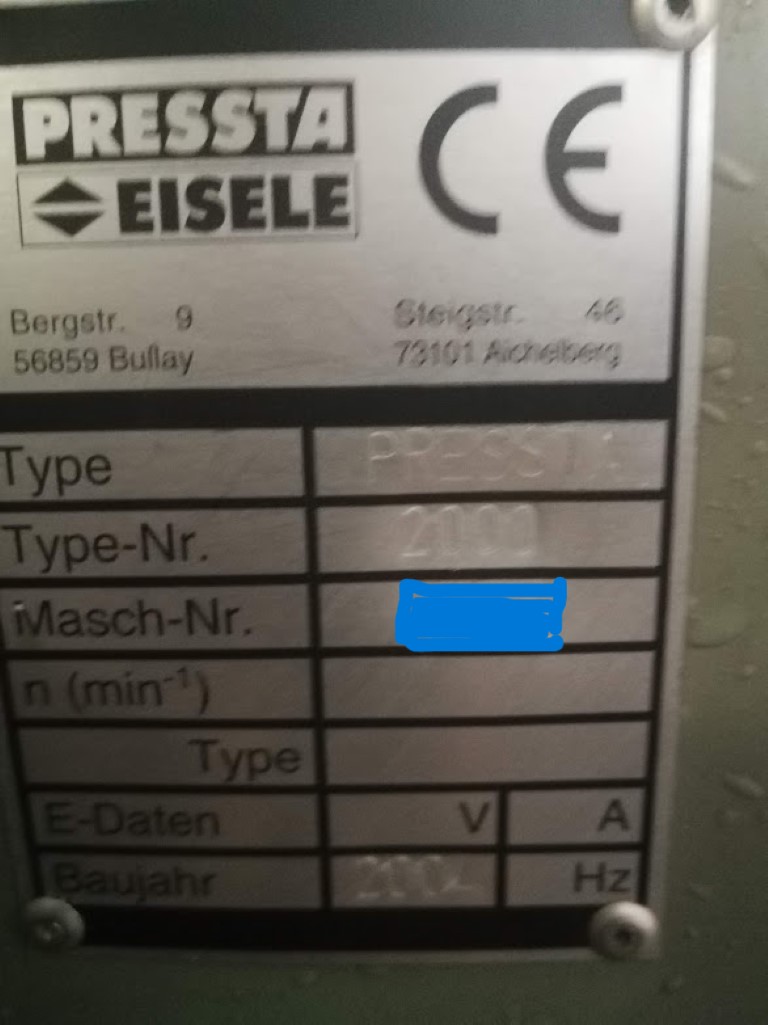 PRESSTA
EISELE
CE
Bergstr. 9
56859 Bullay
Steigstr. 46
73101 Aichelberg
Type PRESSTA
Type-Nr. 2000
Masch-Nr.
n (min⁻¹)
Type
E-Daten V A
Baujahr 2004 Hz